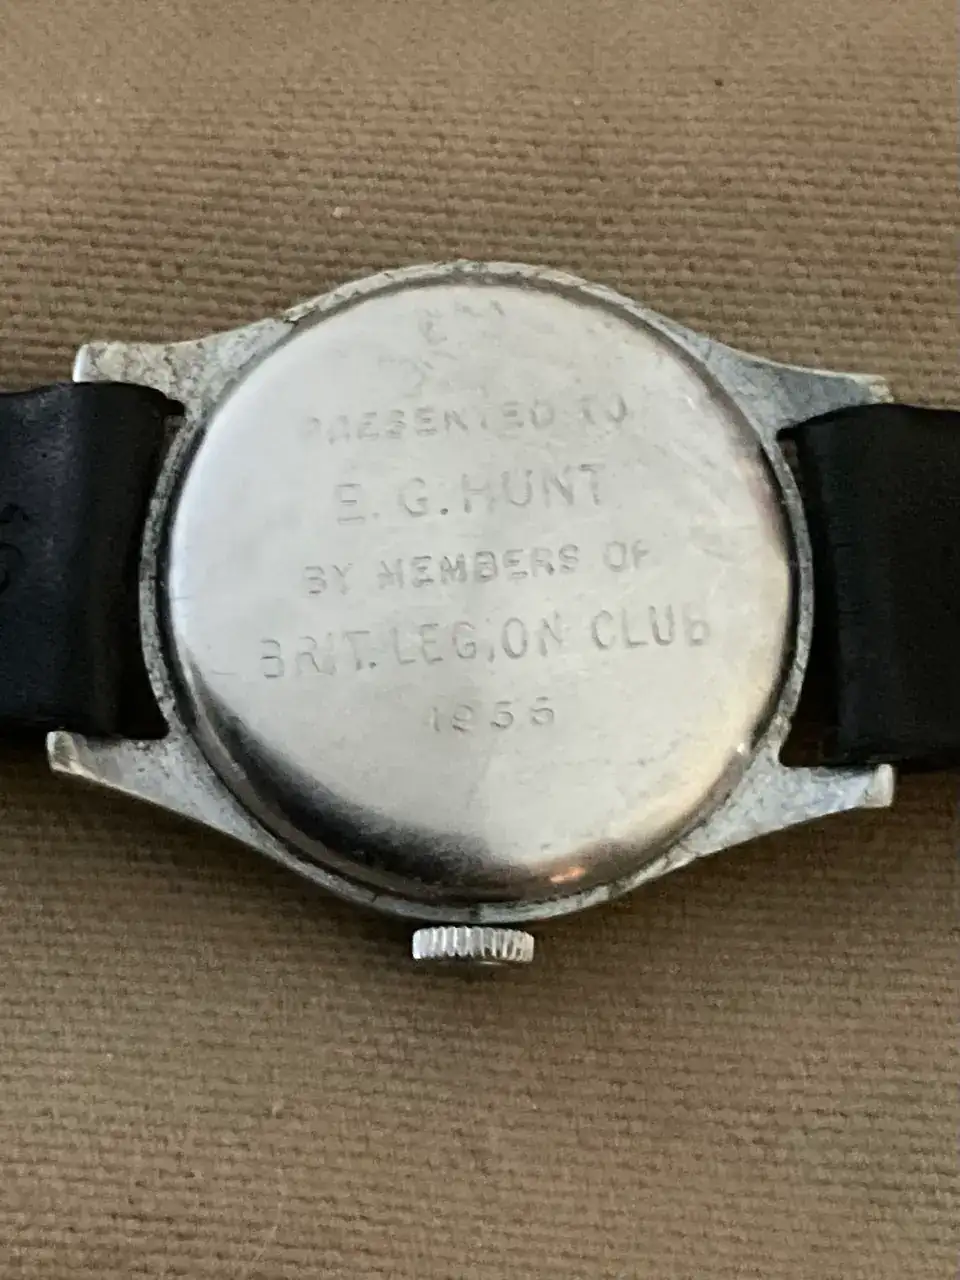 PRESENTED TO
E. G. HUNT
BY MEMBERS OF
BRIT. LEGION CLUB
1956